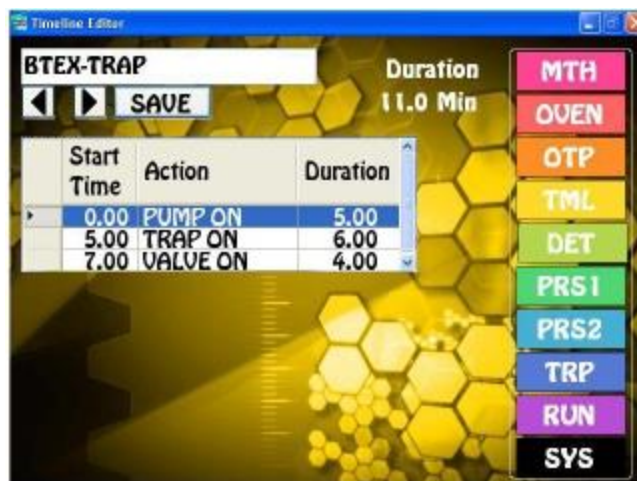 Timeline Editor
BTEX-TRAP
SAVE
Duration
11.0 Min
Start Time Action Duration
0.00 PUMP ON 5.00
5.00 TRAP ON 6.00
7.00 VALVE ON 4.00
MTH
OVEN
OTP
TML
DET
PRS1
PRS2
TRP
RUN
SYS